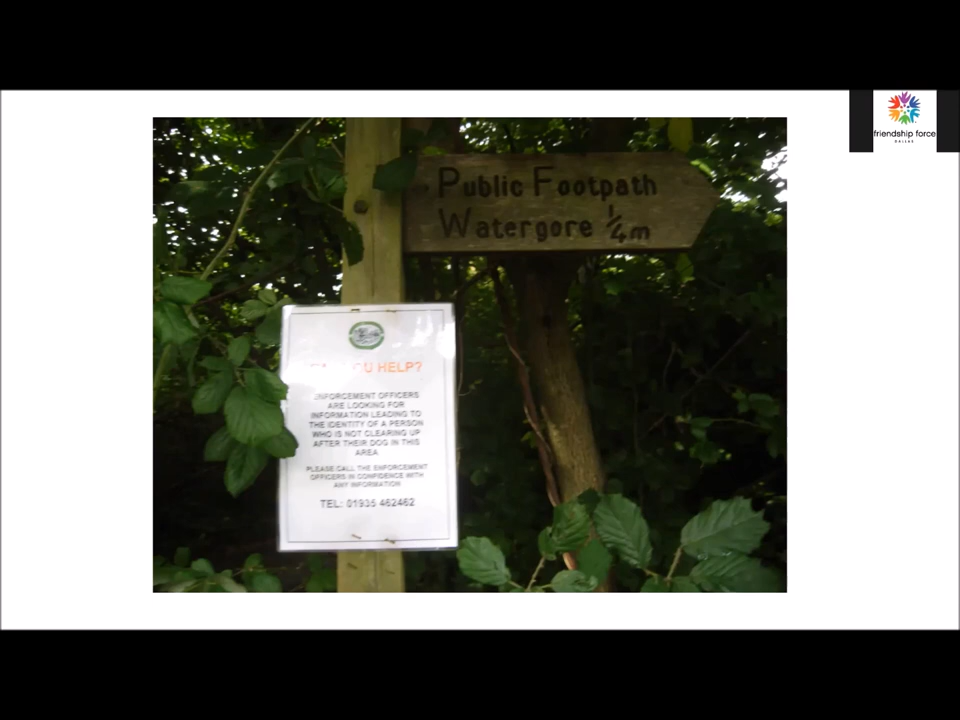 friendship force
DALLAS
Public Footpath
Watergore 1/4m
YOU HELP?
ENFORCEMENT OFFICERS
ARE LOOKING FOR
INFORMATION LEADING TO
THE IDENTITY OF A PERSON
WHO IS NOT CLEARING UP
AFTER THEIR DOG IN THIS
AREA
PLEASE CALL THE ENFORCEMENT
OFFICERS IN CONFIDENCE WITH
ANY INFORMATION
TEL: 01935 462462